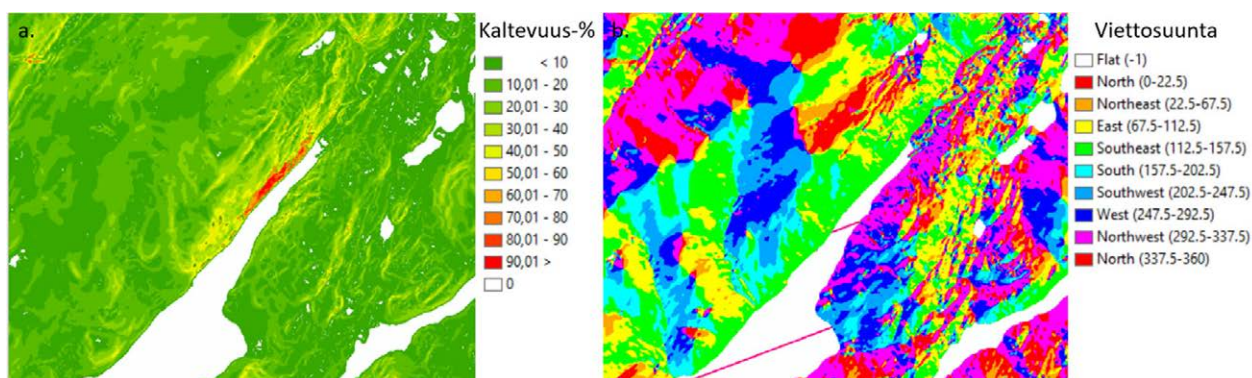 a.
Kaltevuus-%
< 10
10,01 - 20
20,01 - 30
30,01 - 40
40,01 - 50
50,01 - 60
60,01 - 70
70,01 - 80
80,01 - 90
90,01 >
0
b.
Viettosuunta
Flat (-1)
North (0-22.5)
Northeast (22.5-67.5)
East (67.5-112.5)
Southeast (112.5-157.5)
South (157.5-202.5)
Southwest (202.5-247.5)
West (247.5-292.5)
Northwest (292.5-337.5)
North (337.5-360)